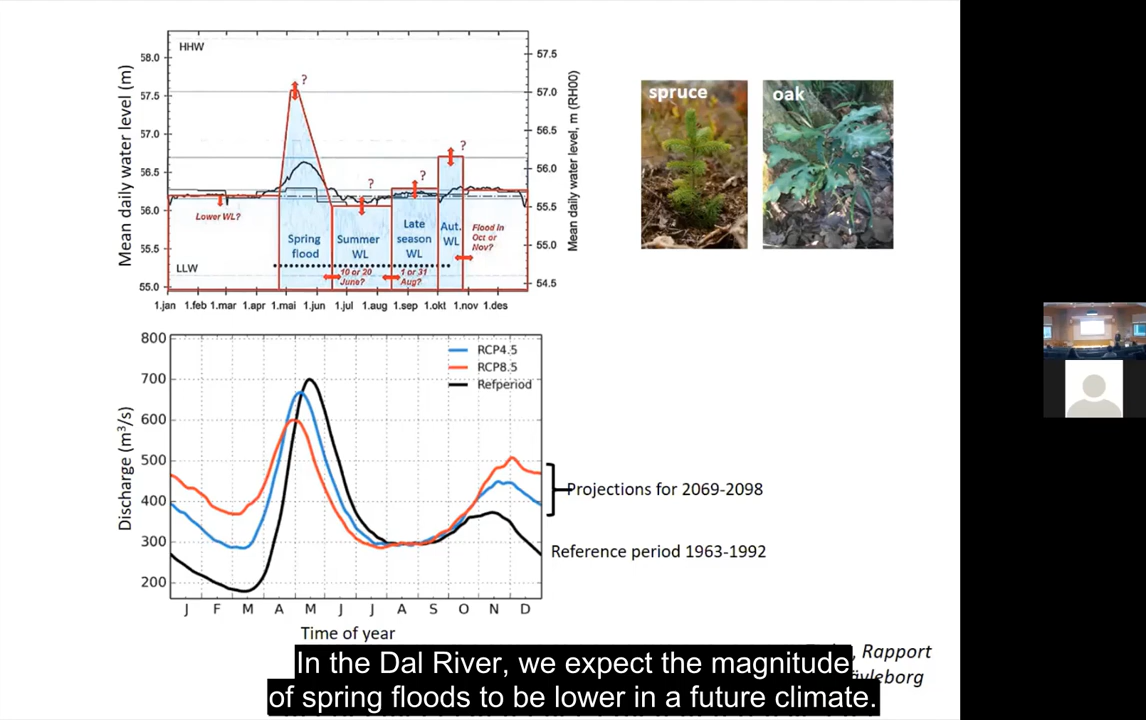 HHW
58.0
57.5
57.0
56.5
56.0
55.5
55.0
Mean daily water level (m)
57.5
57.0
56.5
56.0
55.5
55.0
54.5
Mean daily water level, m (RH00)
?
?
?
?
Lower WL?
Spring
flood
Summer
WL
Late
season
WL
Aut.
WL
Flood in
Oct or
Nov?
LLW
10 or 20
June?
1 or 31
Aug?
1.jan 1.feb 1.mar 1.apr 1.maj 1.jun 1.jul 1.aug 1.sep 1.okt 1.nov 1.des
spruce
oak
800
700
600
500
400
300
200
Discharge (m³/s)
RCP4.5
RCP8.5
Refperiod
J F M A M J J A S O N D
Time of year
Projections for 2069-2098
Reference period 1963-1992
, Rapport
In the Dal River, we expect the magnitude
of spring floods to be lower in a future climate.